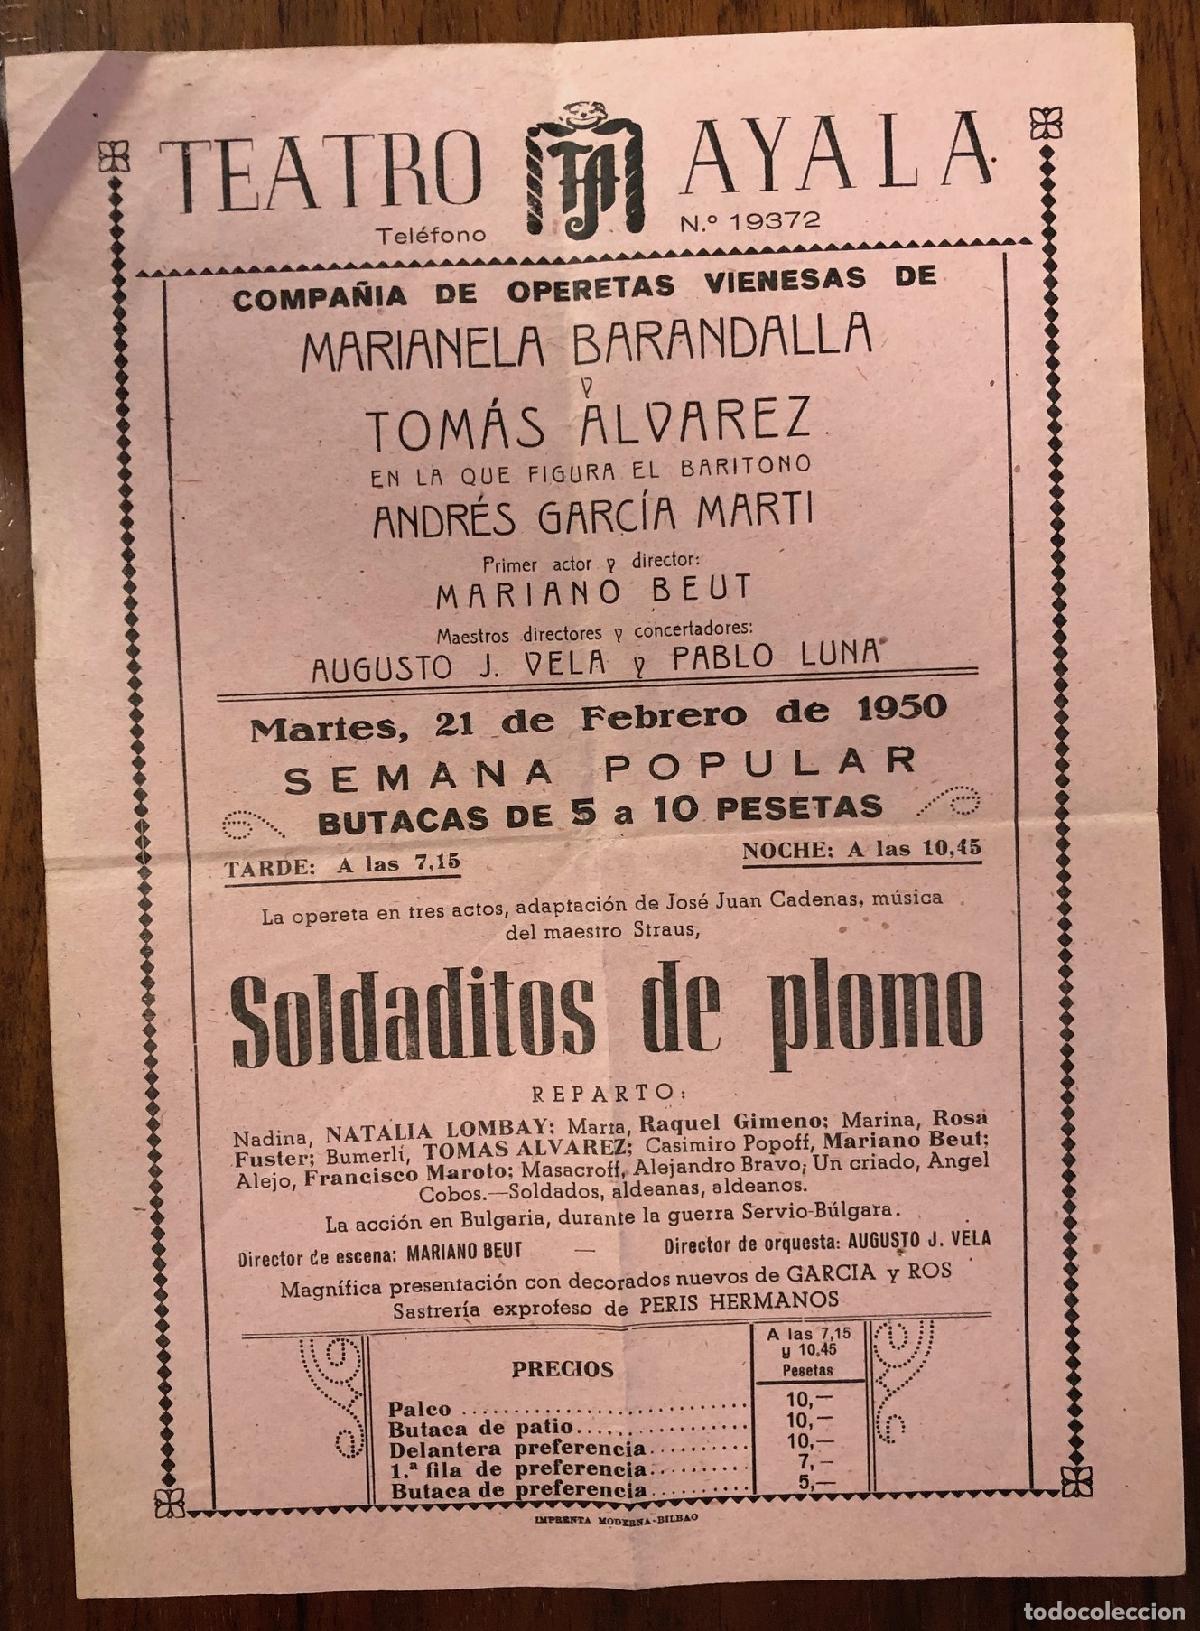 TEATRO TA AYALA
Teléfono N.º 19372
COMPAÑIA DE OPERETAS VIENESAS DE
MARIANELA BARANDALLA
y
TOMÁS ALVAREZ
EN LA QUE FIGURA EL BARITONO
ANDRÉS GARCÍA MARTI
Primer actor y director:
MARIANO BEUT
Maestros directores y concertadores:
AUGUSTO J. VELA y PABLO LUNA
Martes, 21 de Febrero de 1950
SEMANA POPULAR
BUTACAS DE 5 a 10 PESETAS
TARDE: A las 7,15 NOCHE: A las 10,45
La opereta en tres actos, adaptación de José Juan Cadenas, música
del maestro Straus,
Soldaditos de plomo
REPARTO:
Nadina, NATALIA LOMBAY: Marta, Raquel Gimeno; Marina, Rosa
Fuster; Bumerlí, TOMAS ALVAREZ; Casimiro Popoff, Mariano Beut;
Alejo, Francisco Maroto; Masacroff, Alejandro Bravo; Un criado, Angel
Cobos.—Soldados, aldeanas, aldeanos.
La acción en Bulgaria, durante la guerra Servio-Búlgara.
Director de escena: MARIANO BEUT — Director de orquesta: AUGUSTO J. VELA
Magnífica presentación con decorados nuevos de GARCIA y ROS
Sastrería exprofeso de PERIS HERMANOS
A las 7,15
y 10.45
PRECIOS Pesetas
Palco 10,—
Butaca de patio 10,—
Delantera preferencia 10,—
1.ª fila de preferencia 7,—
Butaca de preferencia 5,—
IMPRENTA MODERNA-BILBAO
todocoleccion